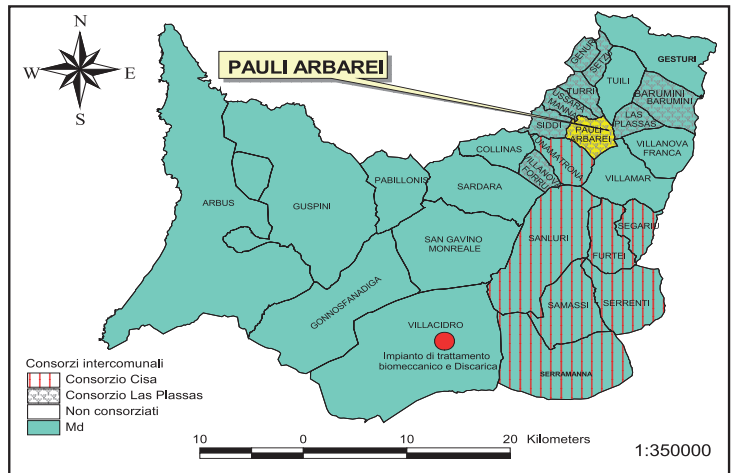 N
W E
S
PAULI ARBAREI
GENURI
SETZU
GESTURI
TUILI
TURRI
BARUMINI
BARUMINI
USSARA
MANNA
LAS
PLASSAS
SIDDI
PAULI
ARBAREI
VILLANOVA
FRANCA
COLLINAS
UNAMATRONA
VILLANOVA
FORRU
PABILLONIS
VILLAMAR
SARDARA
ARBUS
GUSPINI
SEGARIU
SAN GAVINO
MONREALE
SANLURI
FURTEI
GONNOSFANADIGA
SAMASSI
SERRENTI
VILLACIDRO
Impianto di trattamento
biomeccanico e Discarica
SERRAMANNA
Consorzi intercomunali
Consorzio Cisa
Consorzio Las Plassas
Non consorziati
Md
10 0 10 20 Kilometers
1:350000